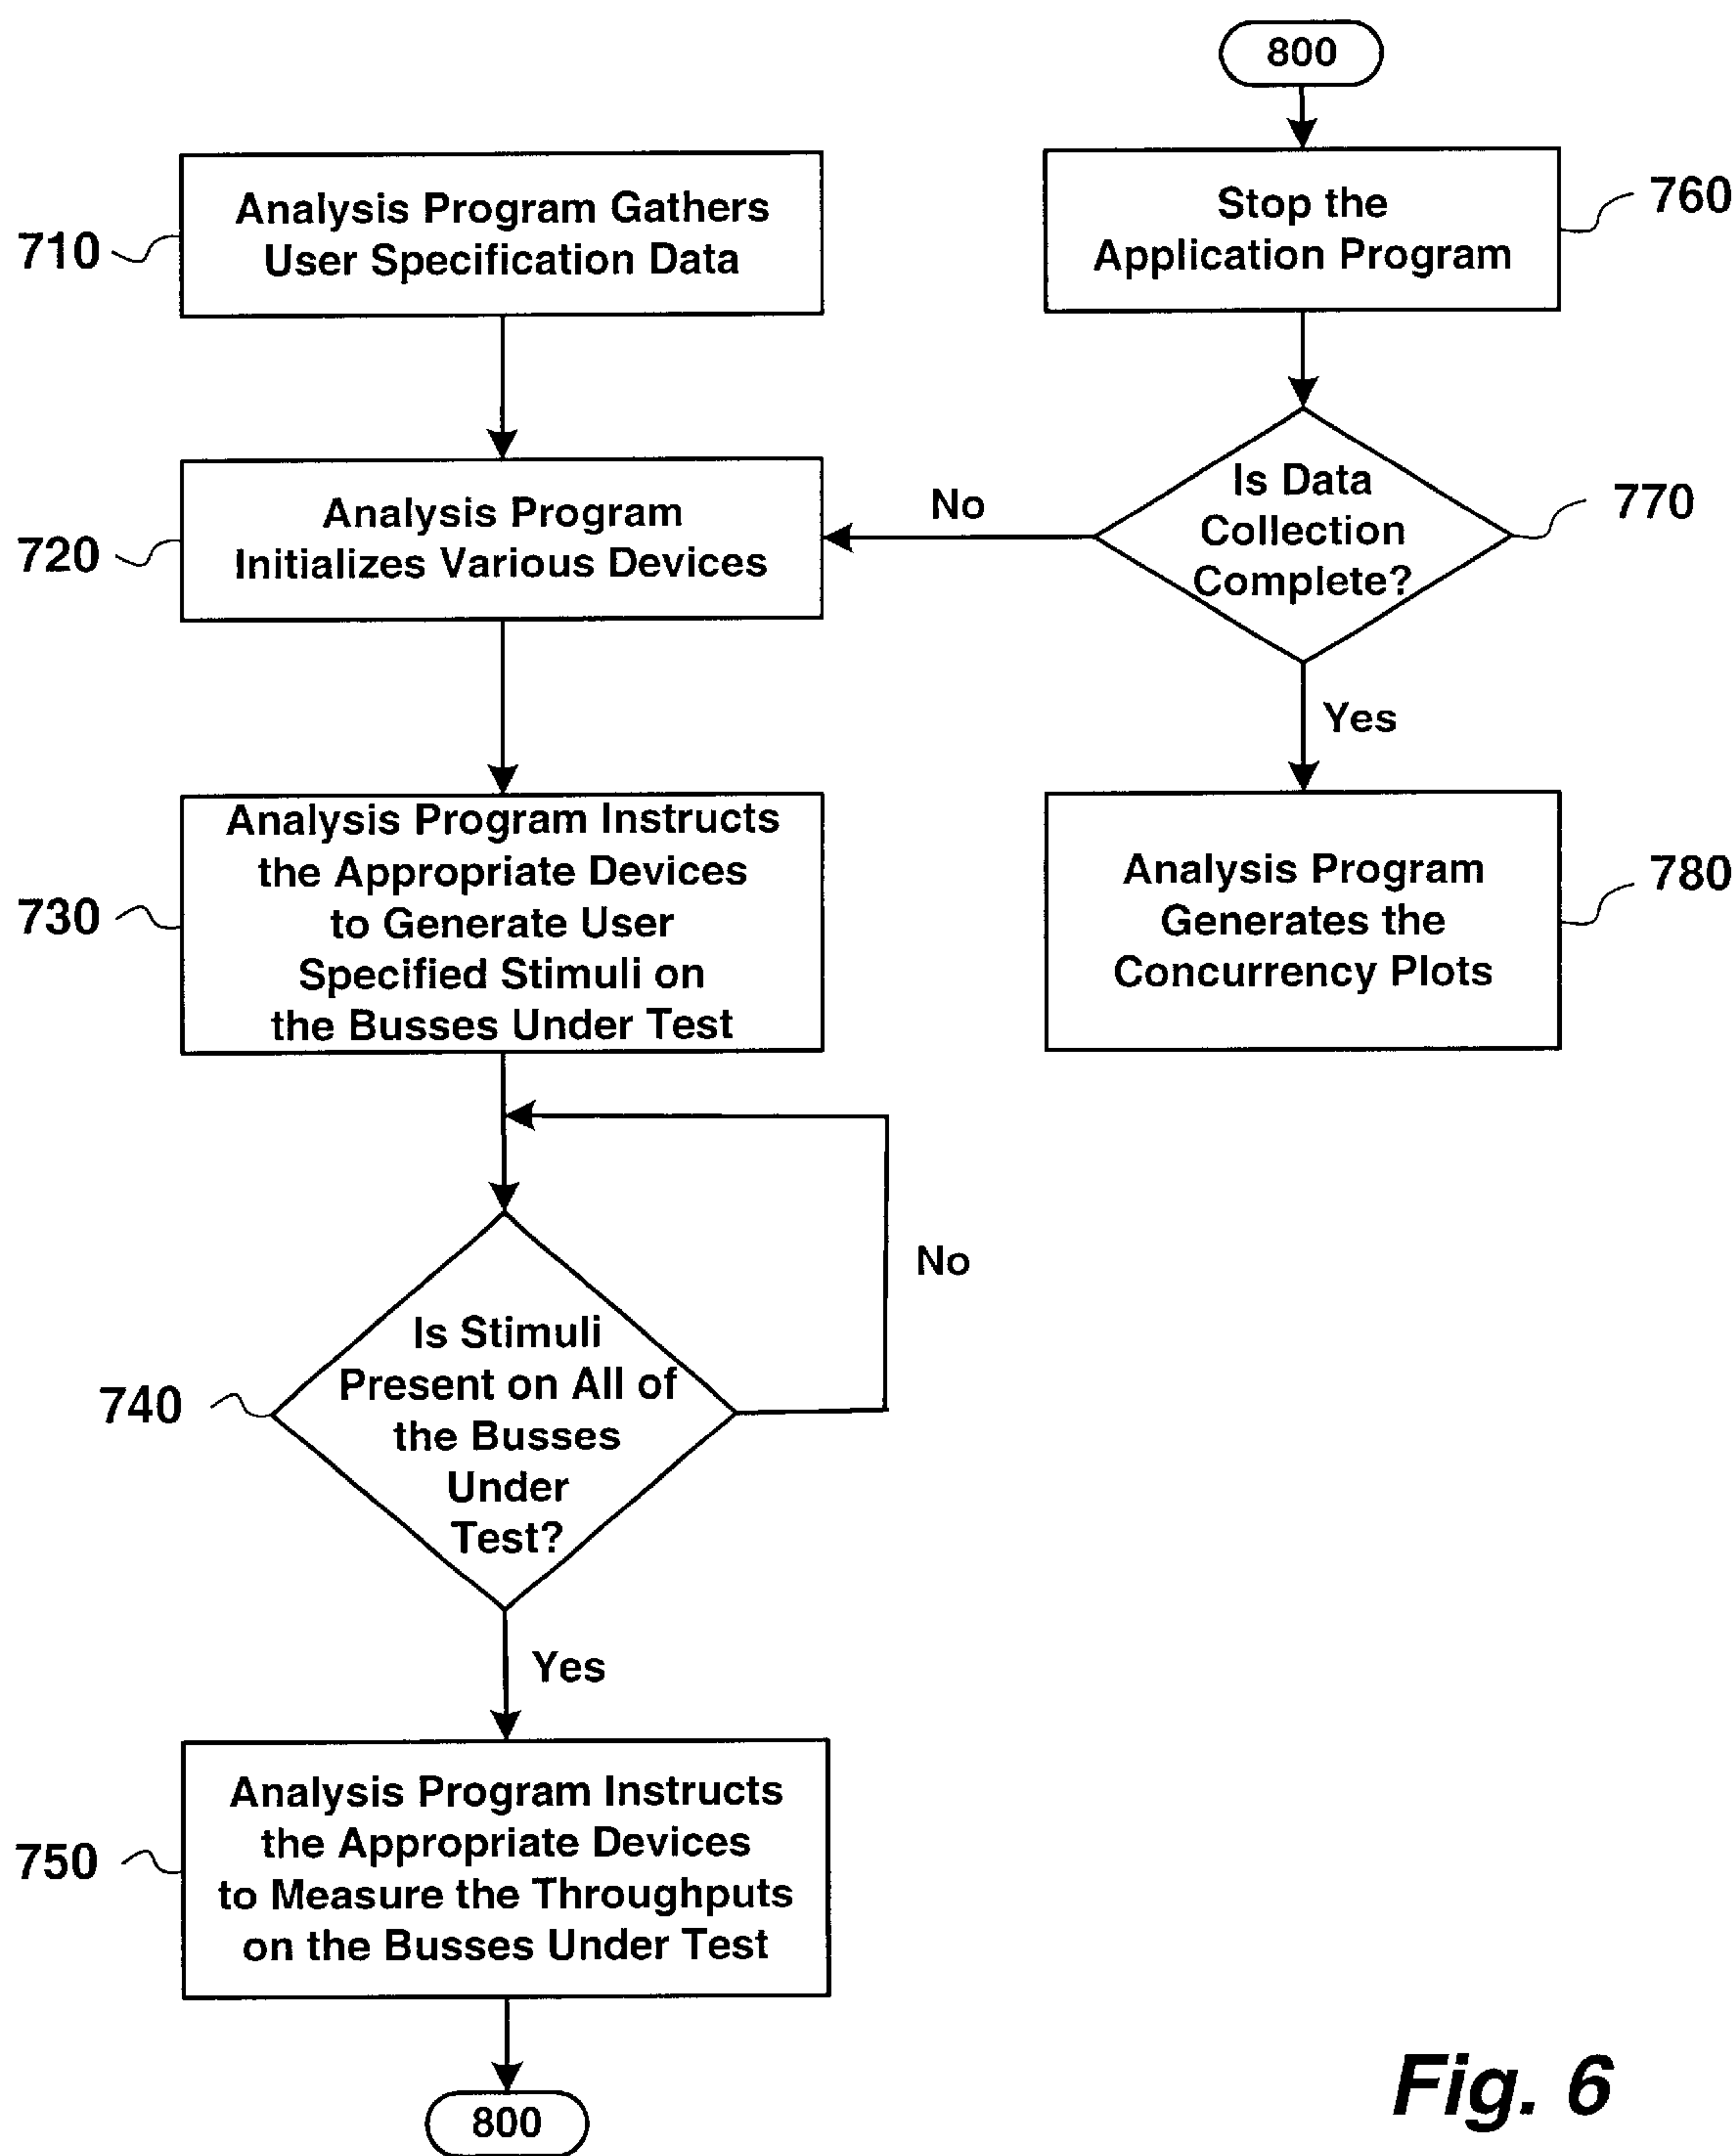 710
Analysis Program Gathers
User Specification Data
720
Analysis Program
Initializes Various Devices
730
Analysis Program Instructs
the Appropriate Devices
to Generate User
Specified Stimuli on
the Busses Under Test
740
Is Stimuli
Present on All of
the Busses
Under
Test?
No
Yes
750
Analysis Program Instructs
the Appropriate Devices
to Measure the Throughputs
on the Busses Under Test
800
800
Stop the
Application Program
760
Is Data
Collection
Complete?
770
No
Yes
Analysis Program
Generates the
Concurrency Plots
780
Fig. 6